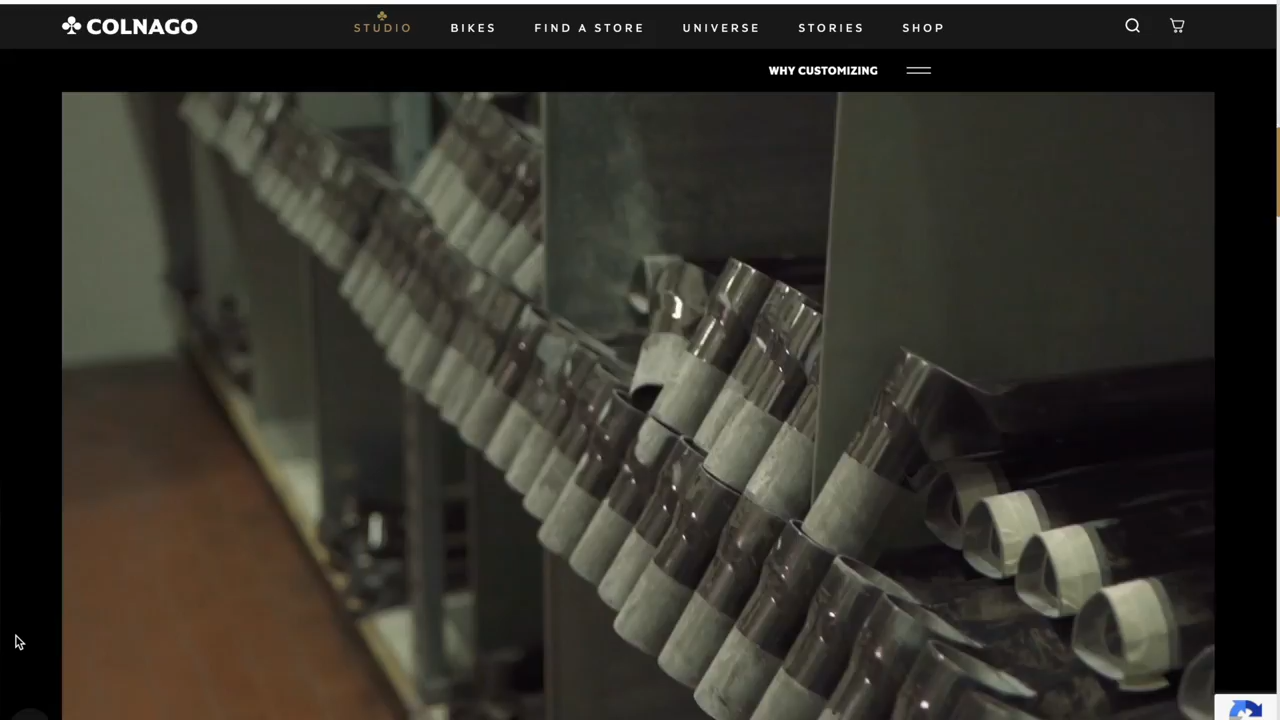 COLNAGO
STUDIO
BIKES
FIND A STORE
UNIVERSE
STORIES
SHOP
WHY CUSTOMIZING